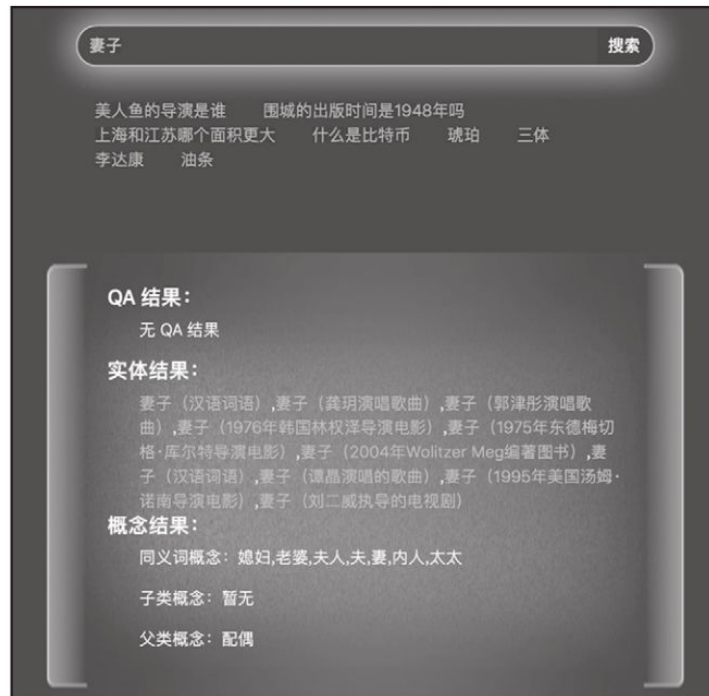 妻子 搜索
美人鱼的导演是谁 围城的出版时间是1948年吗
上海和江苏哪个面积更大 什么是比特币 琥珀 三体
李达康 油条
QA 结果：
无 QA 结果
实体结果：
妻子（汉语词语）,妻子（龚玥演唱歌曲）,妻子（郭津彤演唱歌
曲）,妻子（1976年韩国林权泽导演电影）,妻子（1975年东德梅切
格·库尔特导演电影）,妻子（2004年Wolitzer Meg编著图书）,妻
子（汉语词语）,妻子（谭晶演唱的歌曲）,妻子（1995年美国汤姆·
诺南导演电影）,妻子（刘二威执导的电视剧）
概念结果：
同义词概念：媳妇,老婆,夫人,夫,妻,内人,太太
子类概念：暂无
父类概念：配偶